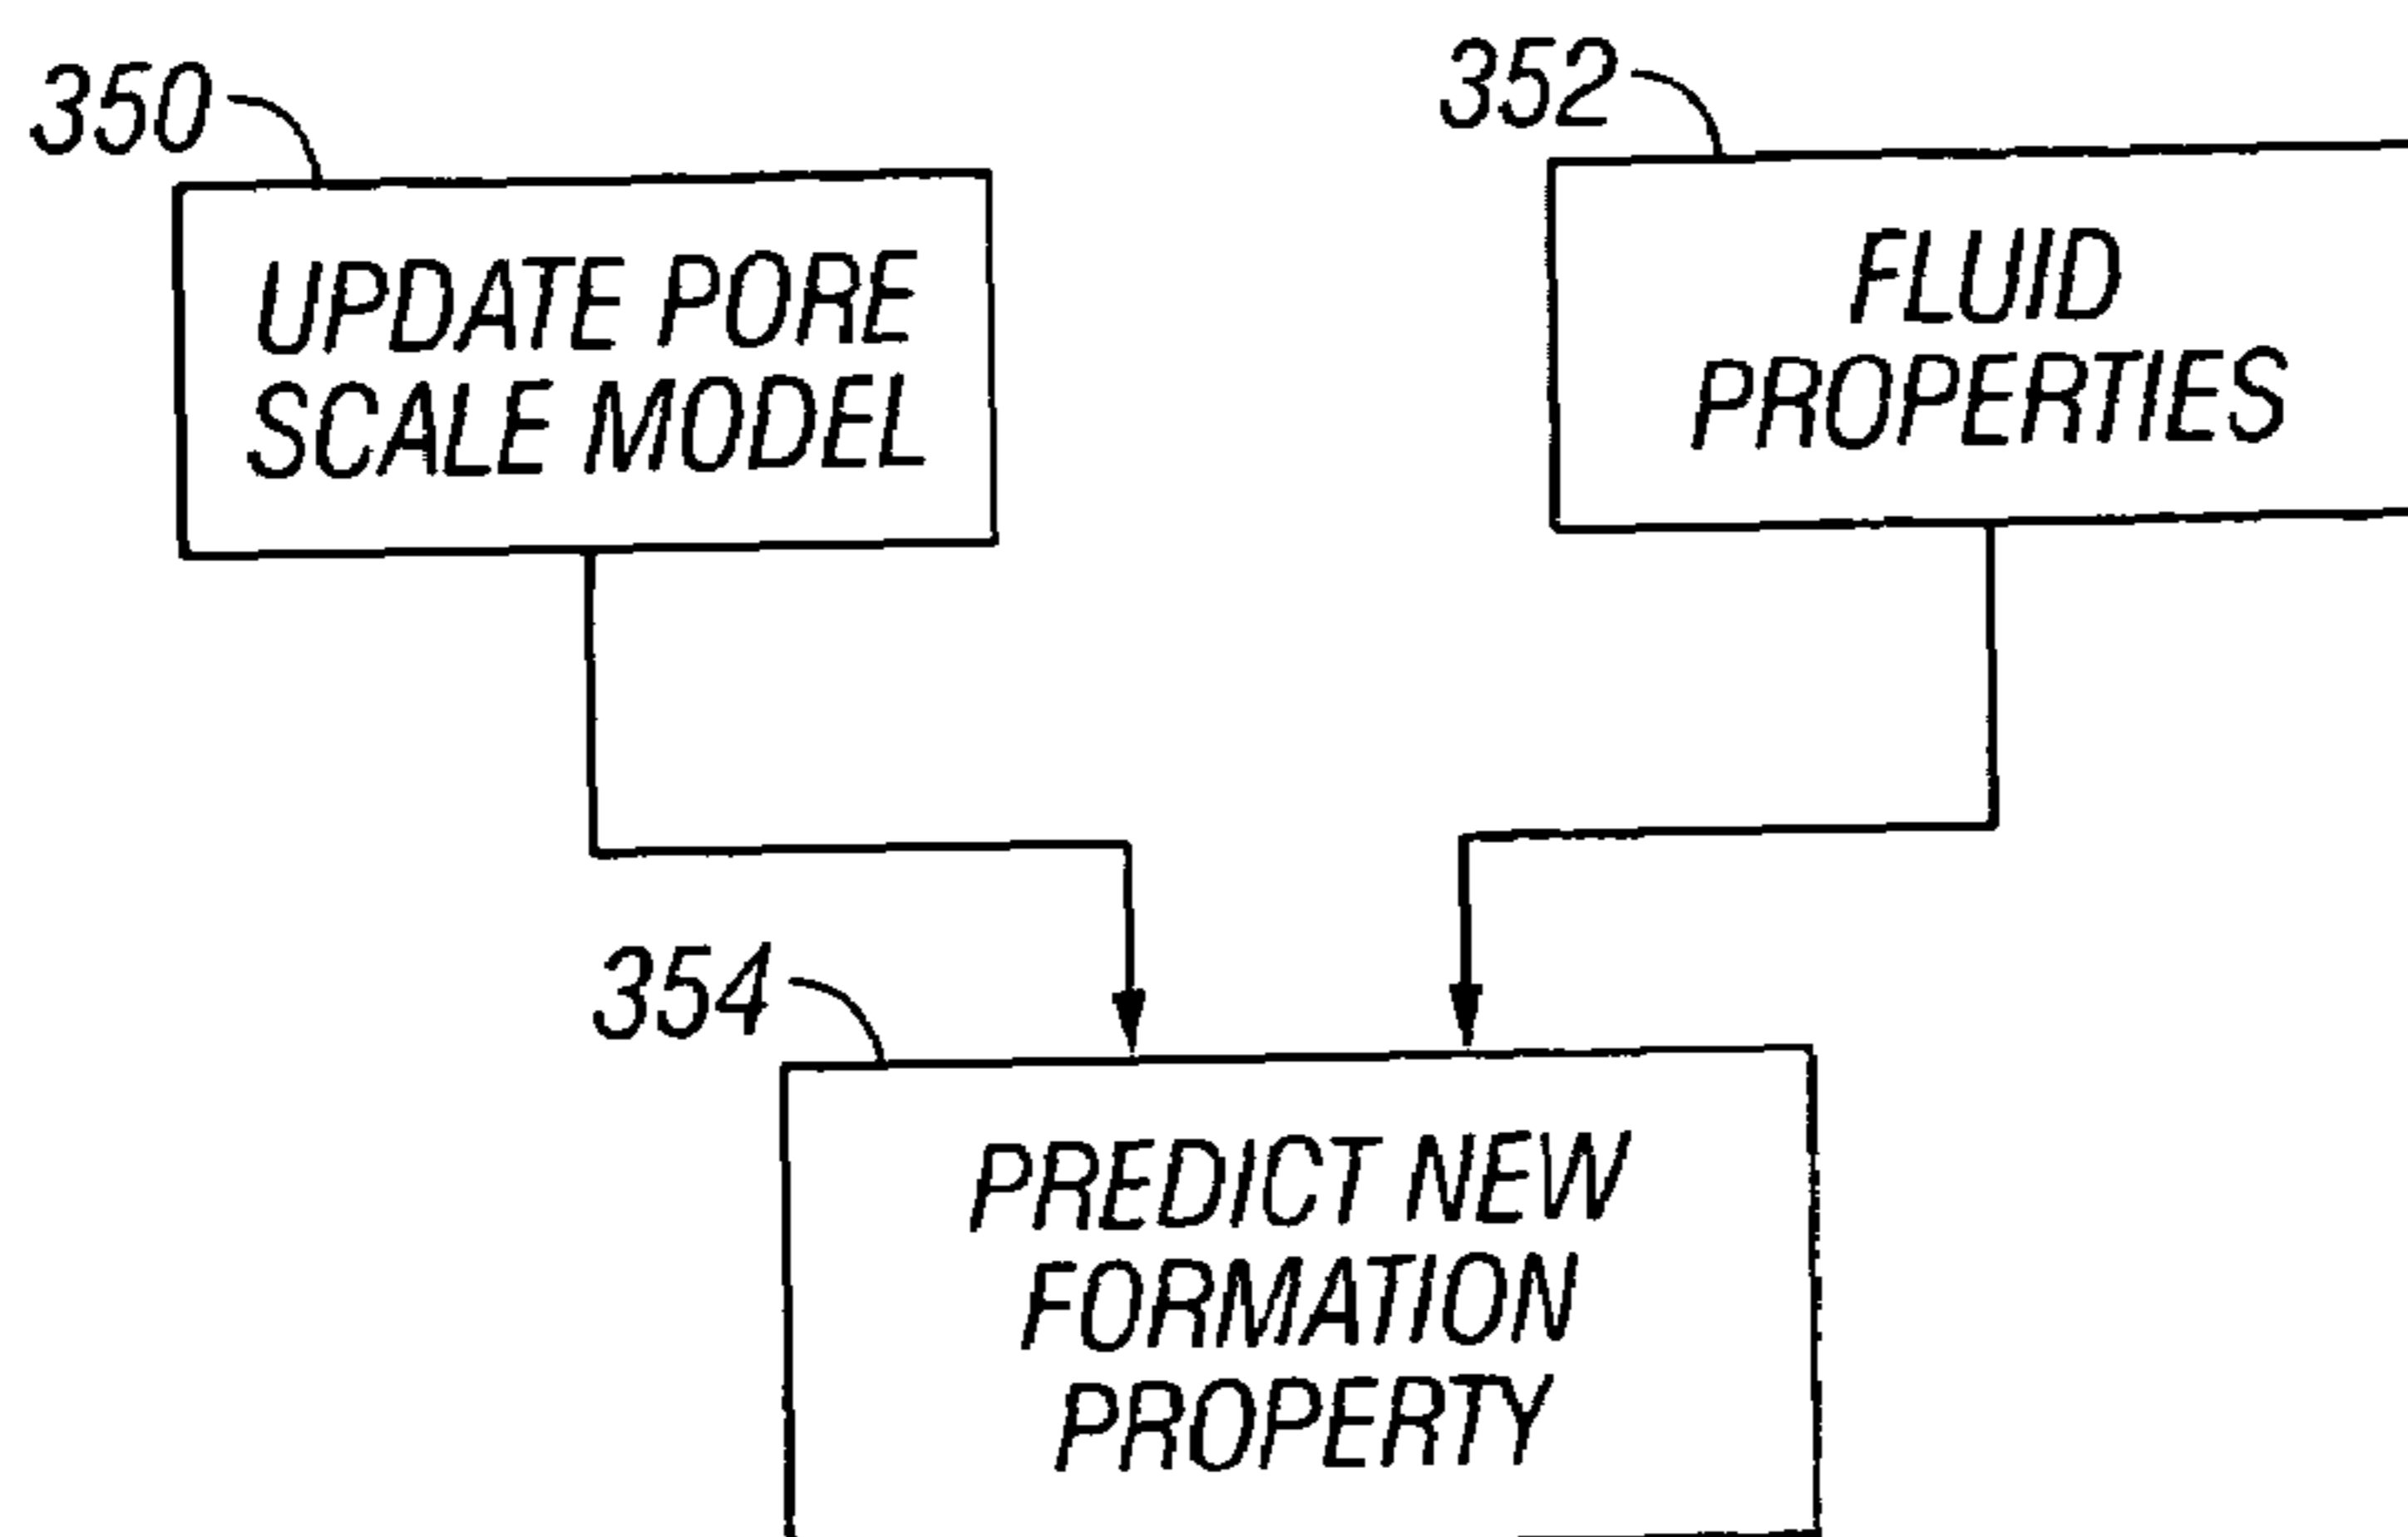 350
UPDATE PORE
SCALE MODEL
352
FLUID
PROPERTIES
354
PREDICT NEW
FORMATION
PROPERTY